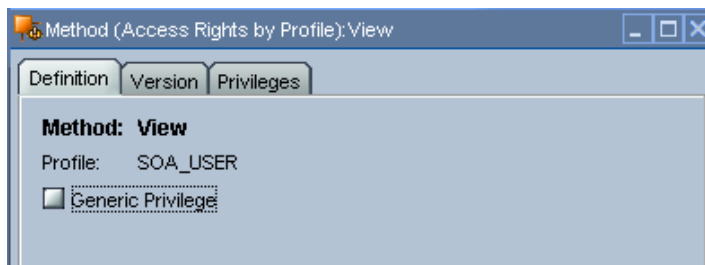 Method (Access Rights by Profile):View
Definition Version Privileges
Method: View
Profile: SOA_USER
Generic Privilege